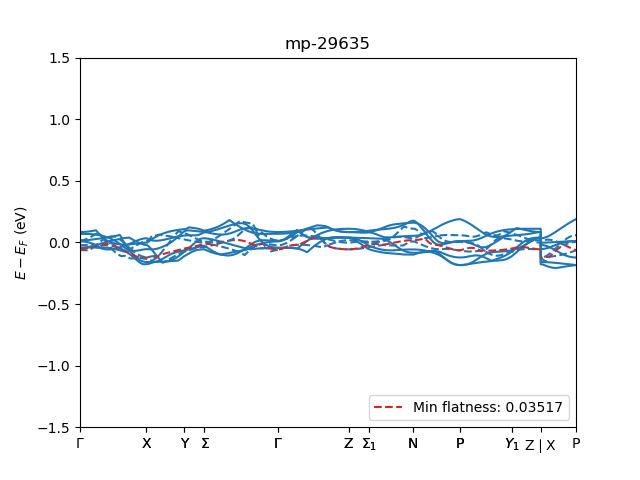 mp-29635
1.5
1.0
0.5
0.0
−0.5
−1.0
−1.5
E − E_F (eV)
Min flatness: 0.03517
Γ X Y Σ Γ Z Σ₁ N P Y₁ Z | X P